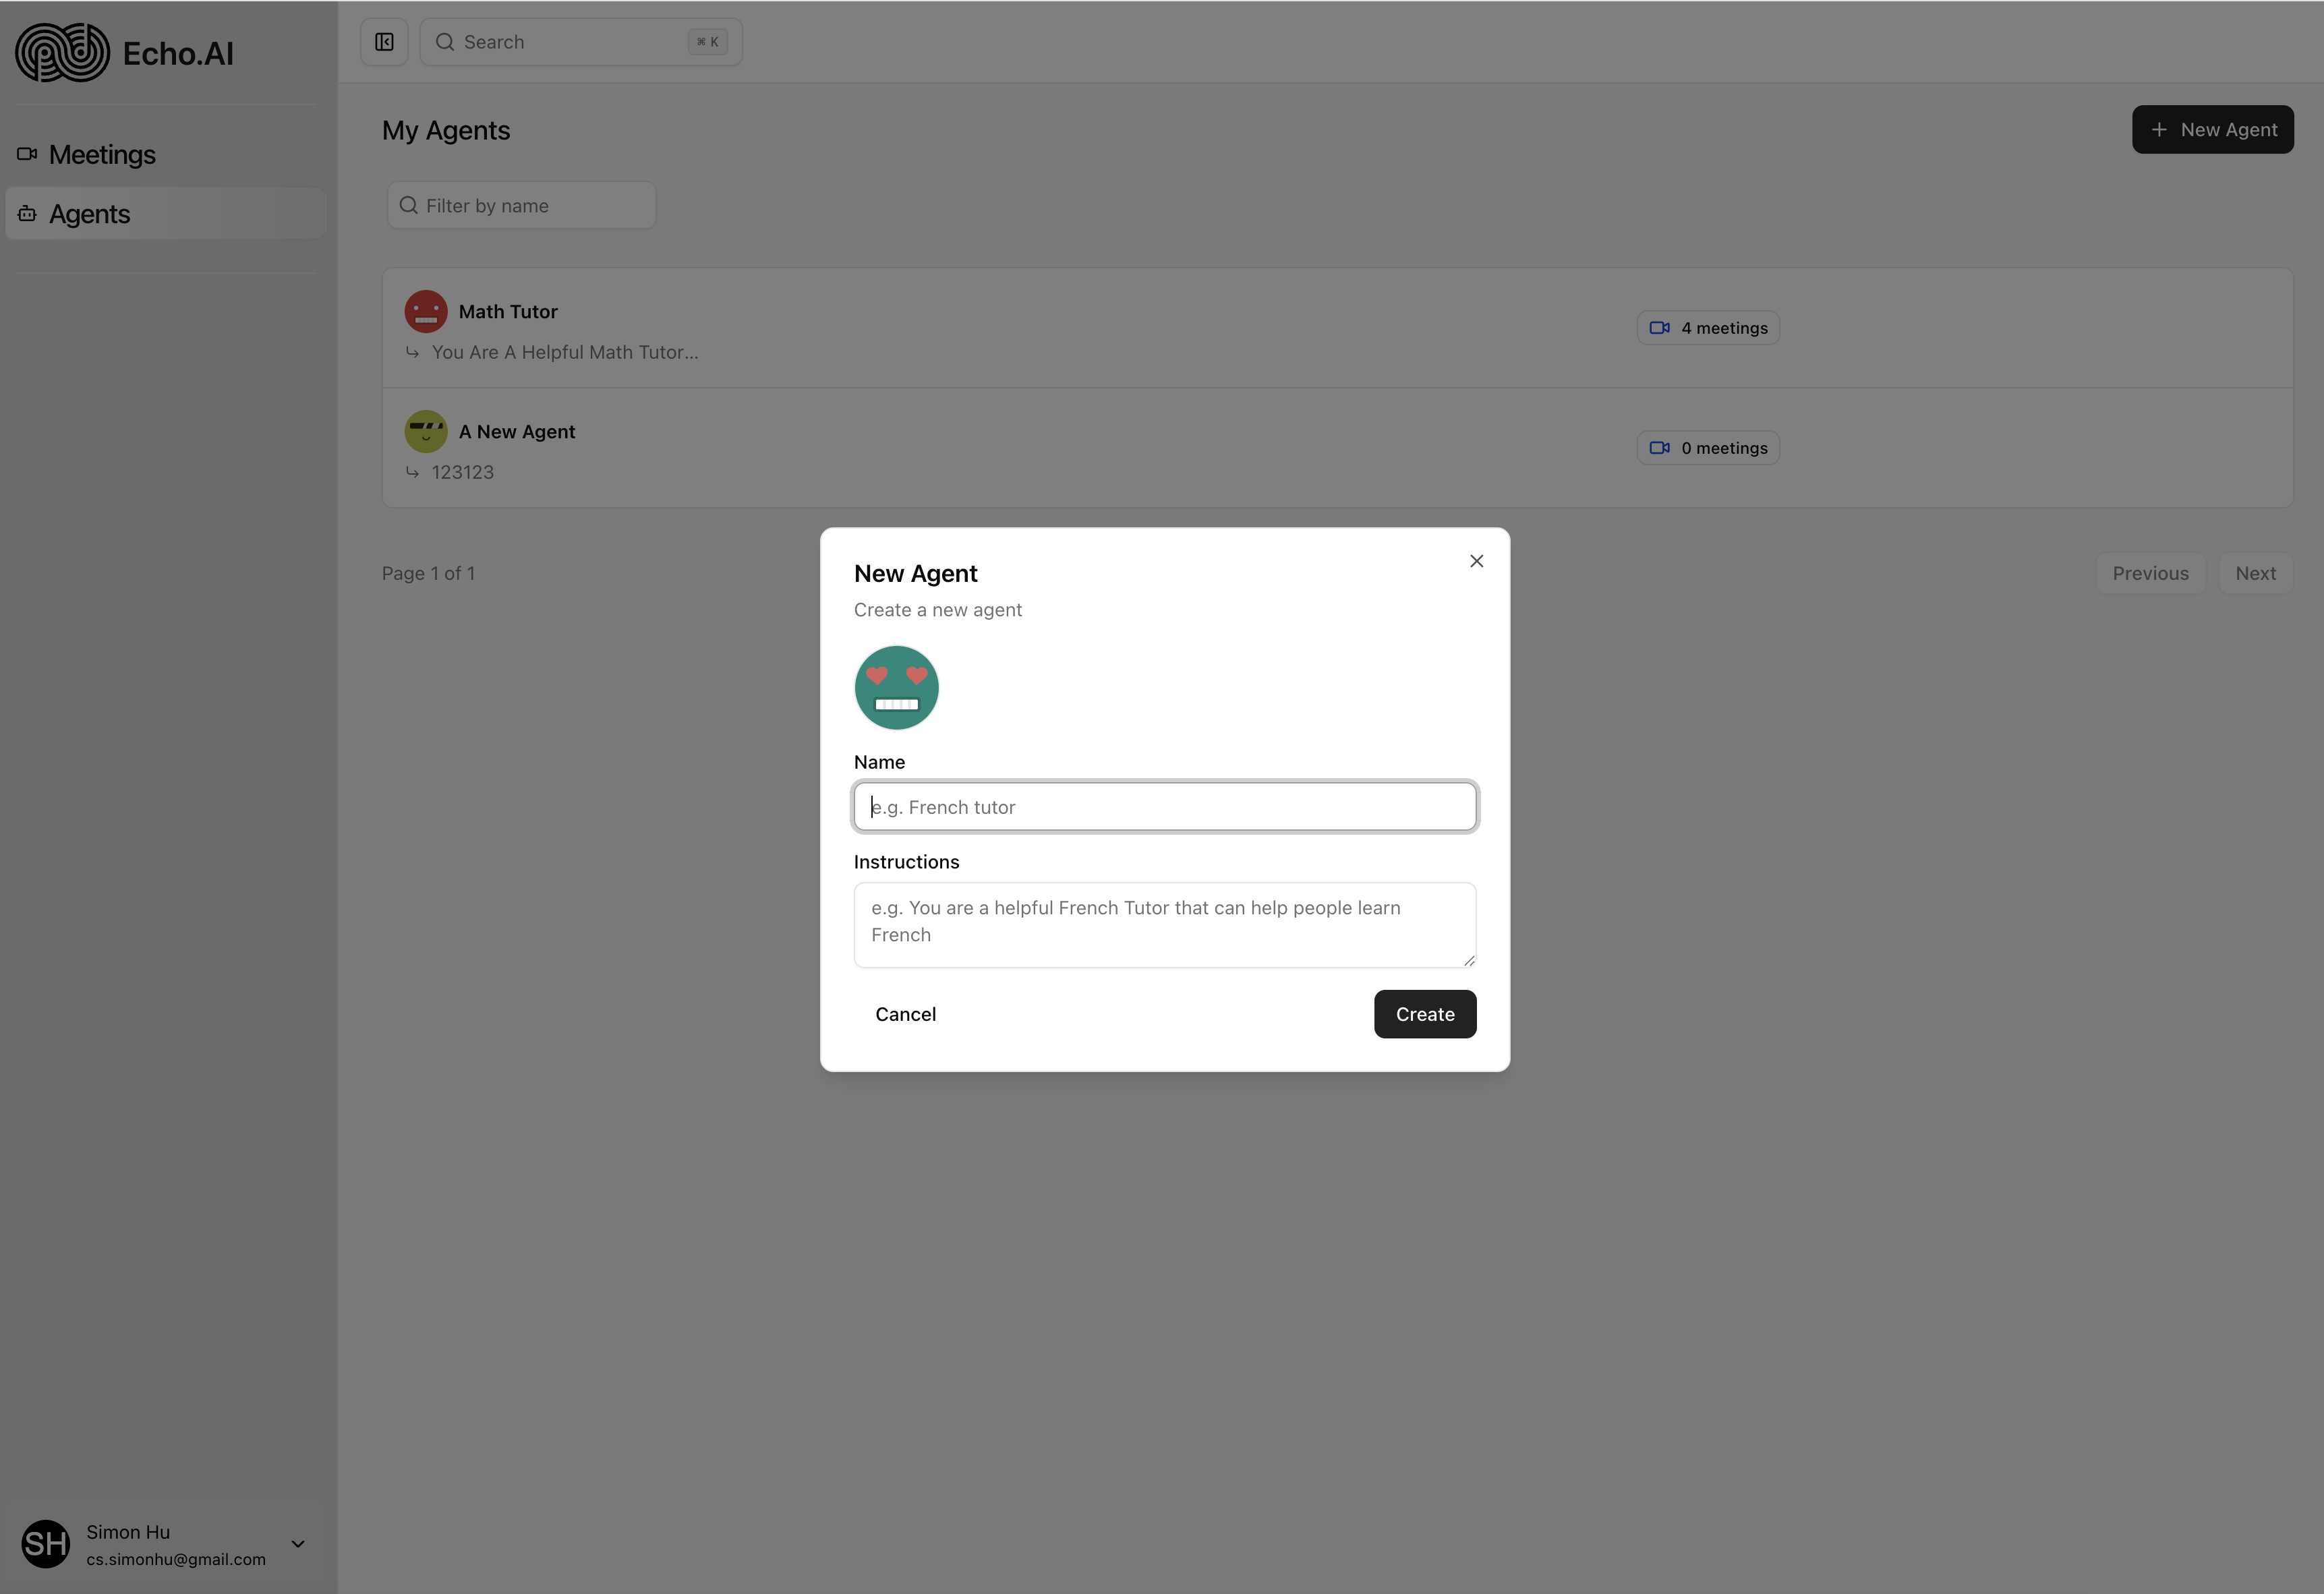 Echo.AI
Search
⌘ K
Meetings
Agents
My Agents
New Agent
Filter by name
Math Tutor
You Are A Helpful Math Tutor...
4 meetings
A New Agent
123123
0 meetings
Page 1 of 1
Previous
Next
New Agent
Create a new agent
Name
e.g. French tutor
Instructions
e.g. You are a helpful French Tutor that can help people learn
French
Cancel
Create
SH
Simon Hu
cs.simonhu@gmail.com